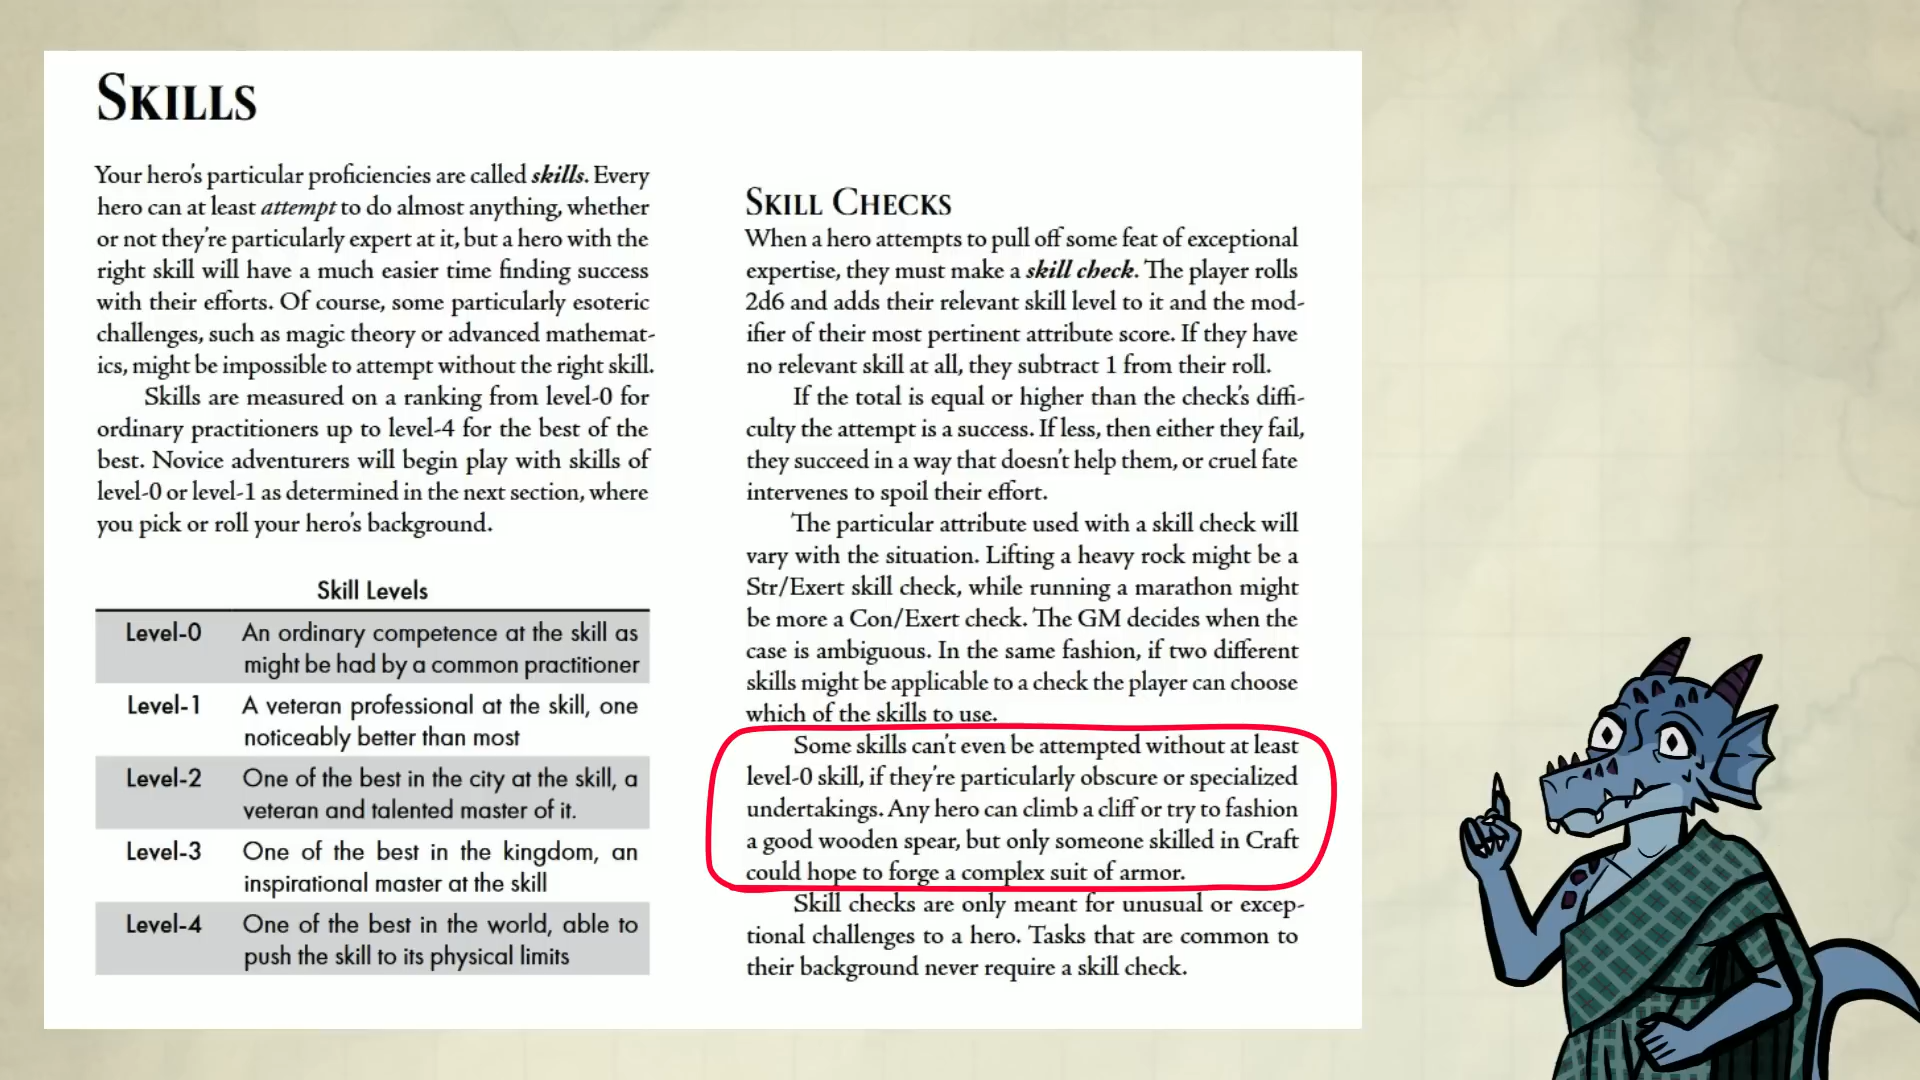 SKILLS
Your hero's particular proficiencies are called skills. Every
hero can at least attempt to do almost anything, whether
or not they're particularly expert at it, but a hero with the
right skill will have a much easier time finding success
with their efforts. Of course, some particularly esoteric
challenges, such as magic theory or advanced mathemat-
ics, might be impossible to attempt without the right skill.
Skills are measured on a ranking from level-0 for
ordinary practitioners up to level-4 for the best of the
best. Novice adventurers will begin play with skills of
level-0 or level-1 as determined in the next section, where
you pick or roll your hero's background.
Skill Levels
Level-0 An ordinary competence at the skill as
might be had by a common practitioner
Level-1 A veteran professional at the skill, one
noticeably better than most
Level-2 One of the best in the city at the skill, a
veteran and talented master of it.
Level-3 One of the best in the kingdom, an
inspirational master at the skill
Level-4 One of the best in the world, able to
push the skill to its physical limits
SKILL CHECKS
When a hero attempts to pull off some feat of exceptional
expertise, they must make a skill check. The player rolls
2d6 and adds their relevant skill level to it and the mod-
ifier of their most pertinent attribute score. If they have
no relevant skill at all, they subtract 1 from their roll.
If the total is equal or higher than the check's diffi-
culty the attempt is a success. If less, then either they fail,
they succeed in a way that doesn't help them, or cruel fate
intervenes to spoil their effort.
The particular attribute used with a skill check will
vary with the situation. Lifting a heavy rock might be a
Str/Exert skill check, while running a marathon might
be more a Con/Exert check. The GM decides when the
case is ambiguous. In the same fashion, if two different
skills might be applicable to a check the player can choose
which of the skills to use.
Some skills can't even be attempted without at least
level-0 skill, if they're particularly obscure or specialized
undertakings. Any hero can climb a cliff or try to fashion
a good wooden spear, but only someone skilled in Craft
could hope to forge a complex suit of armor.
Skill checks are only meant for unusual or excep-
tional challenges to a hero. Tasks that are common to
their background never require a skill check.